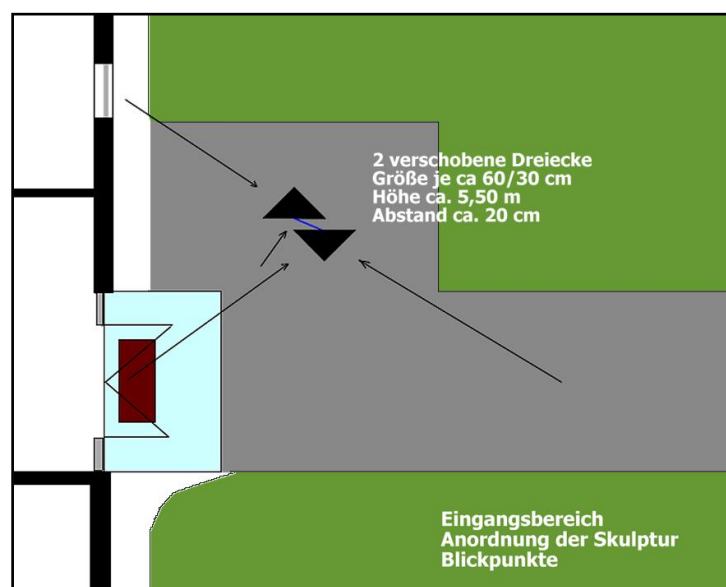 2 verschobene Dreiecke
Größe je ca 60/30 cm
Höhe ca. 5,50 m
Abstand ca. 20 cm
Eingangsbereich
Anordnung der Skulptur
Blickpunkte